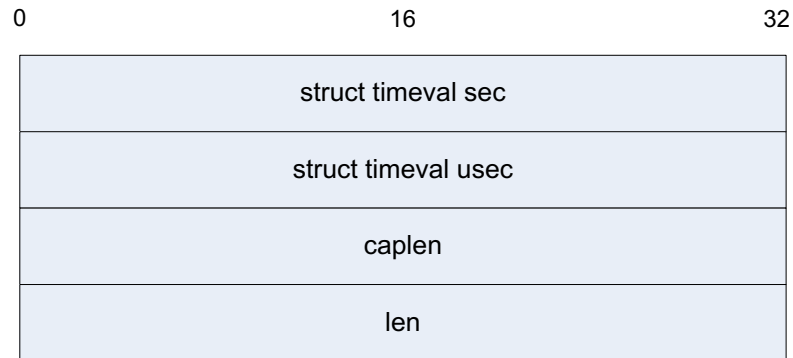 0 16 32
struct timeval sec
struct timeval usec
caplen
len